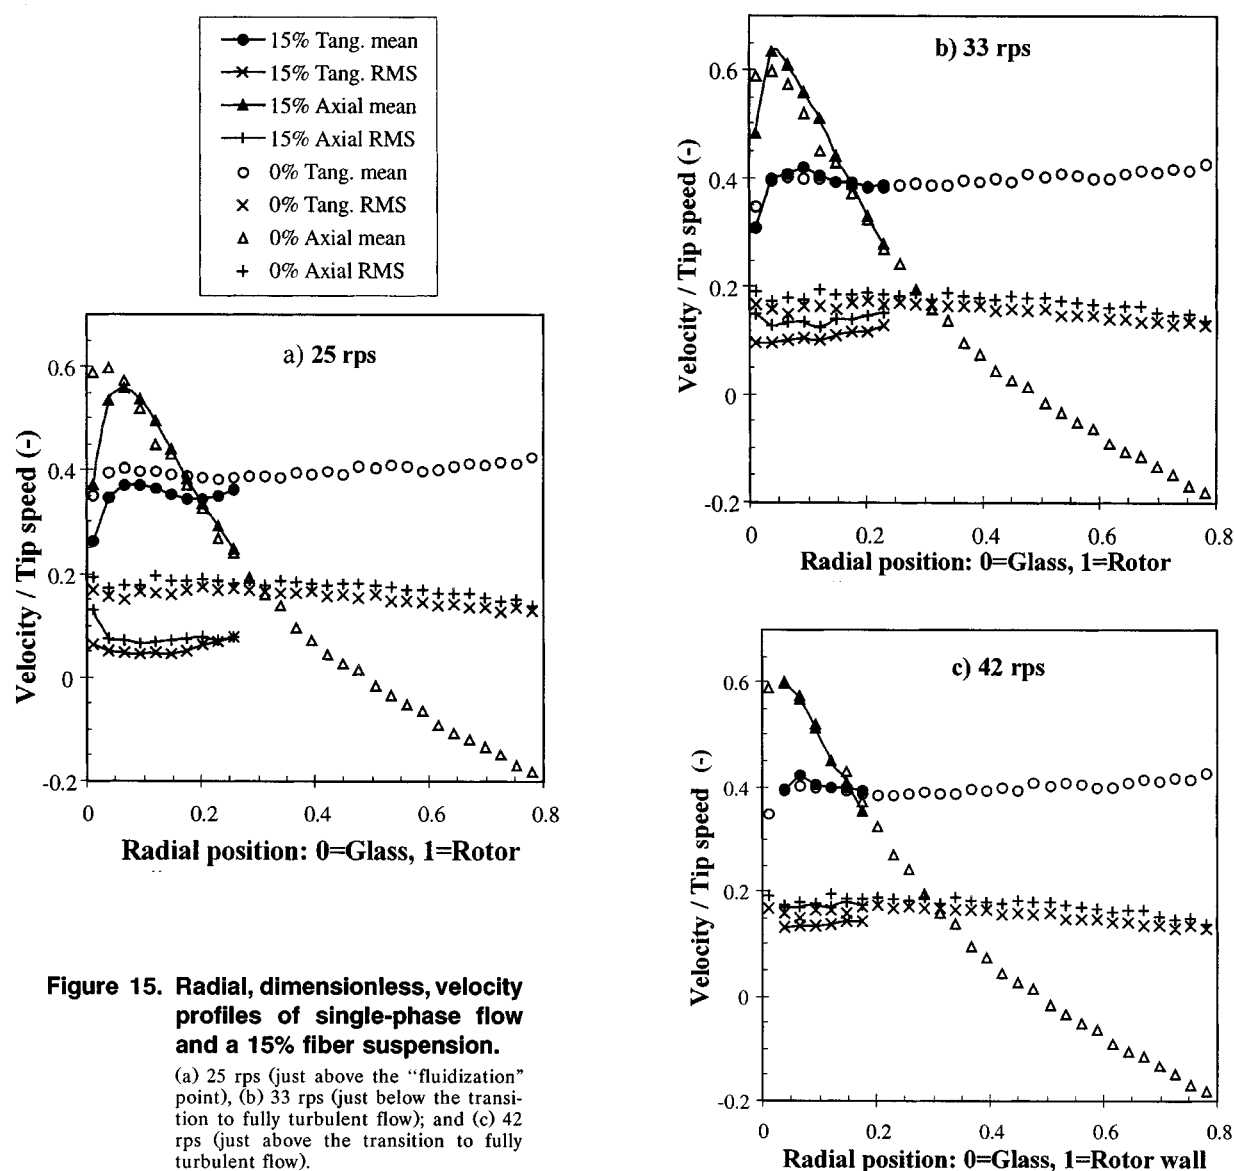 15% Tang. mean
15% Tang. RMS
15% Axial mean
15% Axial RMS
0% Tang. mean
0% Tang. RMS
0% Axial mean
0% Axial RMS
a) 25 rps
Velocity / Tip speed (-)
0.6
0.4
0.2
0
-0.2
0 0.2 0.4 0.6 0.8
Radial position: 0=Glass, 1=Rotor
b) 33 rps
Velocity / Tip speed (-)
0.6
0.4
0.2
0
-0.2
0 0.2 0.4 0.6 0.8
Radial position: 0=Glass, 1=Rotor
c) 42 rps
Velocity / Tip speed (-)
0.6
0.4
0.2
0
-0.2
0 0.2 0.4 0.6 0.8
Radial position: 0=Glass, 1=Rotor wall
Figure 15. Radial, dimensionless, velocity
profiles of single-phase flow
and a 15% fiber suspension.
(a) 25 rps (just above the “fluidization”
point), (b) 33 rps (just below the transi-
tion to fully turbulent flow); and (c) 42
rps (just above the transition to fully
turbulent flow).